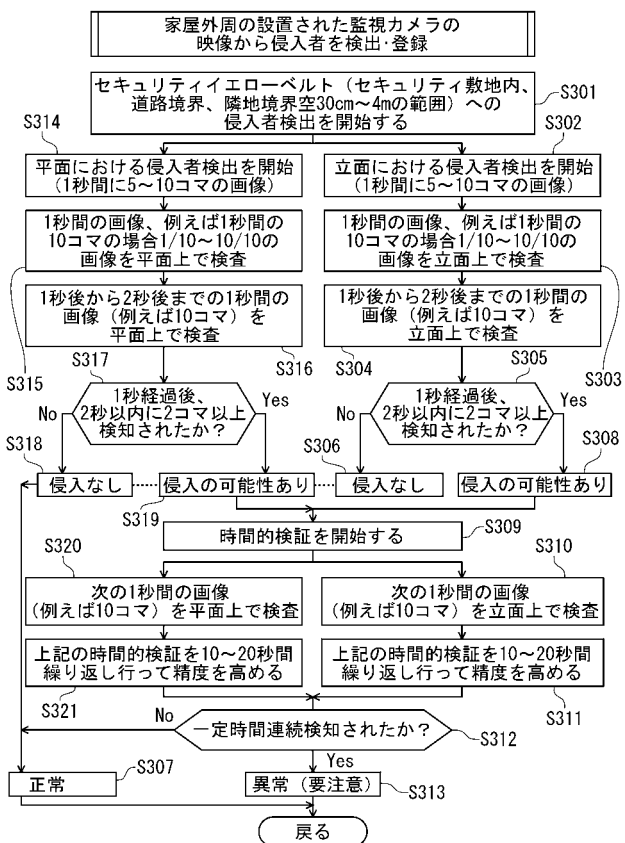 家屋外周の設置された監視カメラの
映像から侵入者を検出・登録
セキュリティイエローベルト（セキュリティ敷地内、
道路境界、隣地境界空30cm～4mの範囲）への
侵入者検出を開始する
S301
S314
S302
平面における侵入者検出を開始
(1秒間に5～10コマの画像)
立面における侵入者検出を開始
(1秒間に5～10コマの画像)
1秒間の画像、例えば1秒間の
10コマの場合1/10～10/10の
画像を平面上で検査
1秒間の画像、例えば1秒間の
10コマの場合1/10～10/10の
画像を立面上で検査
1秒後から2秒後までの1秒間の
画像（例えば10コマ）を
平面上で検査
1秒後から2秒後までの1秒間の
画像（例えば10コマ）を
立面上で検査
S315
S317
S316
S304
S305
S303
1秒経過後、
2秒以内に2コマ以上
検知されたか？
No
Yes
1秒経過後、
2秒以内に2コマ以上
検知されたか？
No
Yes
S318
S306
S308
侵入なし
侵入の可能性あり
侵入なし
侵入の可能性あり
S319
時間的検証を開始する
S309
S320
S310
次の1秒間の画像
(例えば10コマ）を平面上で検査
次の1秒間の画像
(例えば10コマ）を立面上で検査
上記の時間的検証を10～20秒間
繰り返し行って精度を高める
上記の時間的検証を10～20秒間
繰り返し行って精度を高める
S321
S311
No
一定時間連続検知されたか？
S312
Yes
S307
正常
異常（要注意）
S313
戻る